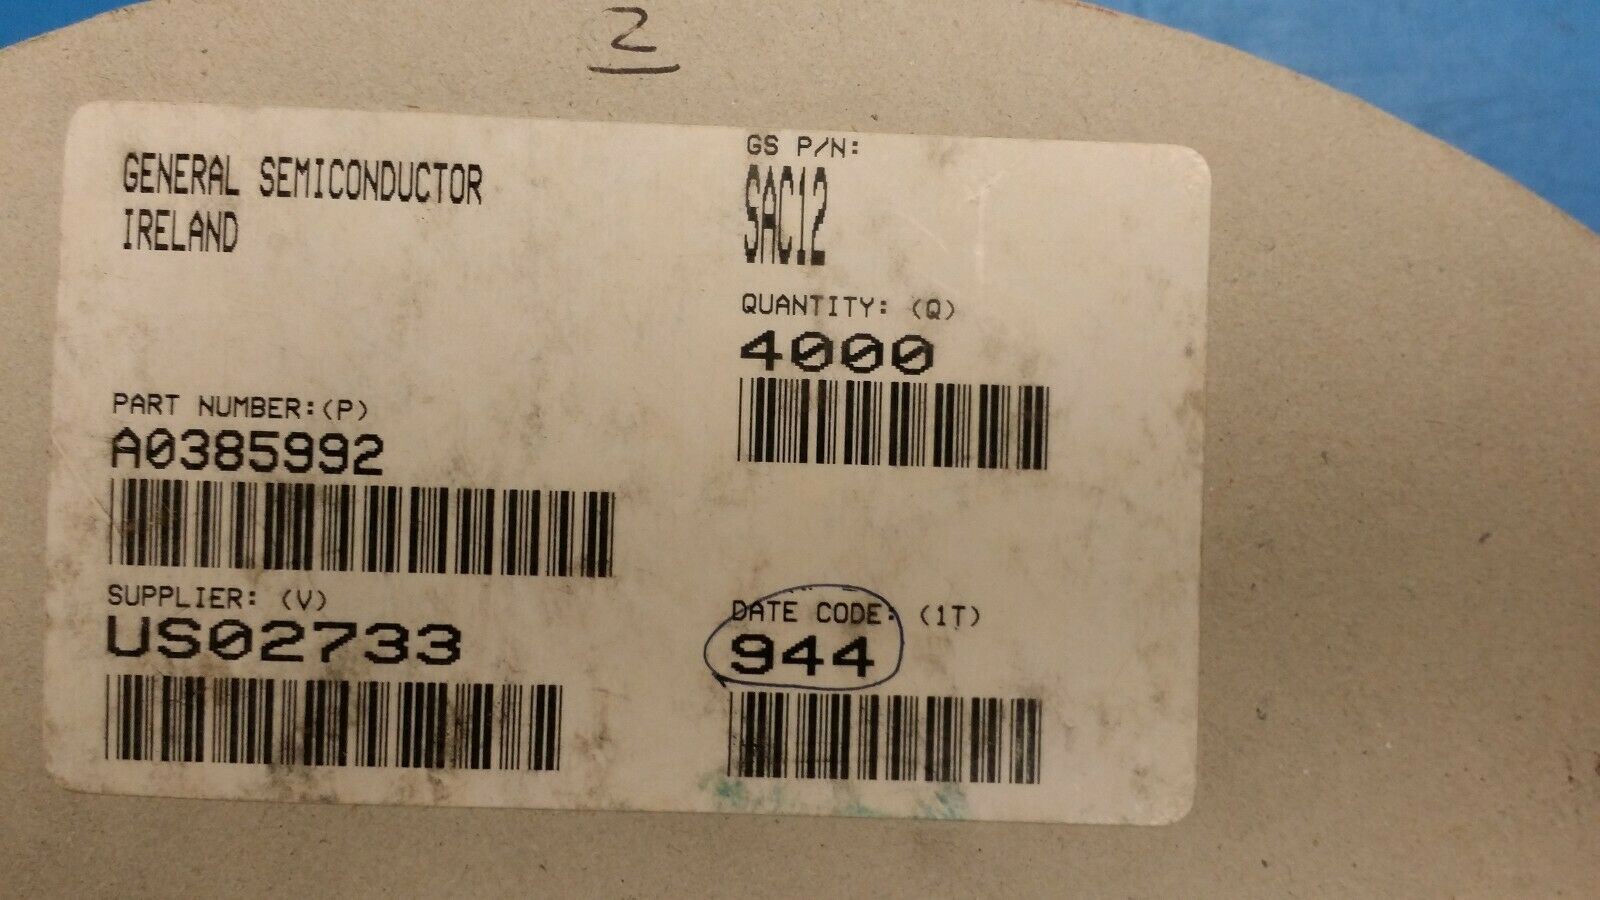 2
GENERAL SEMICONDUCTOR
IRELAND
GS P/N:
SAC12
QUANTITY: (Q)
4000
PART NUMBER:(P)
A0385992
SUPPLIER: (V)
US02733
DATE CODE: (1T)
944